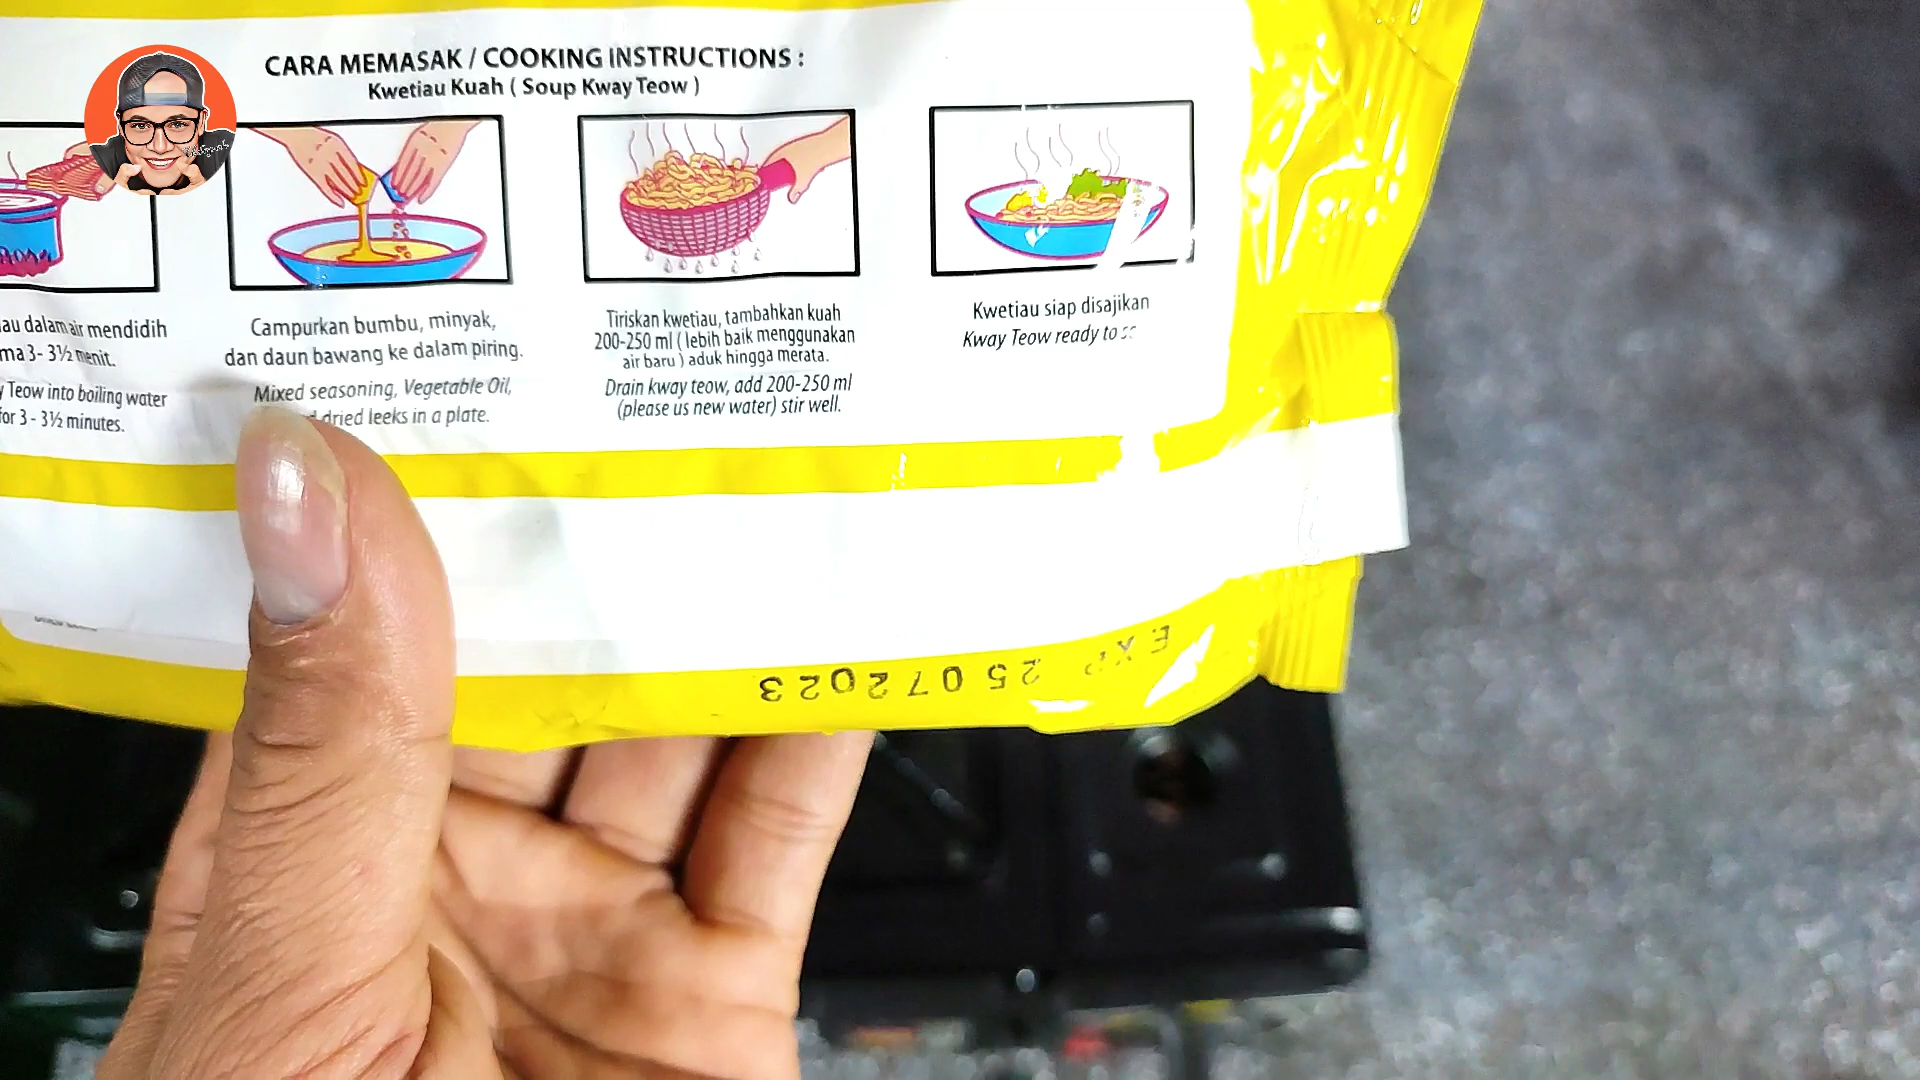 CARA MEMASAK / COOKING INSTRUCTIONS :
Kwetiau Kuah ( Soup Kway Teow )
dalam air mendidih
3- 3½ menit.
Teow into boiling water
for 3 - 3½ minutes.
Campurkan bumbu, minyak,
dan daun bawang ke dalam piring.
Mixed seasoning, Vegetable Oil,
dried leeks in a plate.
Tiriskan kwetiau, tambahkan kuah
200-250 ml ( lebih baik menggunakan
air baru ) aduk hingga merata.
Drain kway teow, add 200-250 ml
(please us new water) stir well.
Kwetiau siap disajikan
Kway Teow ready to
EXP 25 07 2023